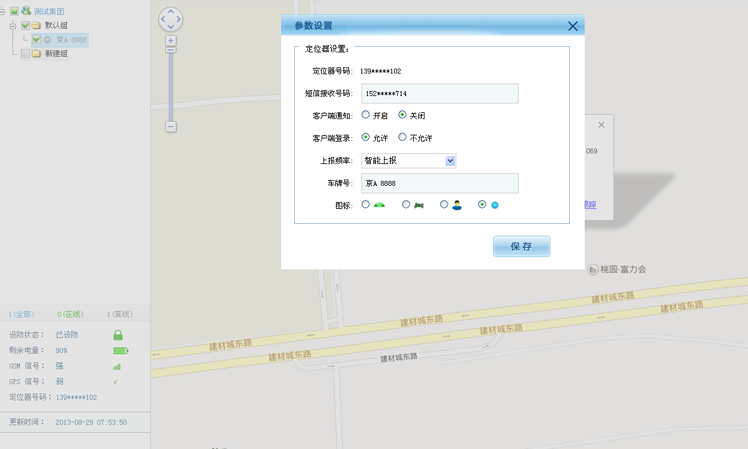 测试集团
默认组
京A 8888
新建组
参数设置
定位器设置:
定位器号码: 139*****102
短信接收号码: 152*****714
客户端通知: 开启 关闭
客户端登录: 允许 不允许
上报频率: 智能上报
车牌号: 京A 8888
图标:
保存
069
跟踪
桃园·富力会
建材城东路
建材城东路
建材城东路
建材城东路
建材城东路
建材城东路
1(全部) 0(在线) 1(离线)
设防状态: 已设防
剩余电量: 90%
GSM 信号: 强
GPS 信号: 弱
定位器号码: 139*****102
更新时间: 2013-08-29 07:53:50